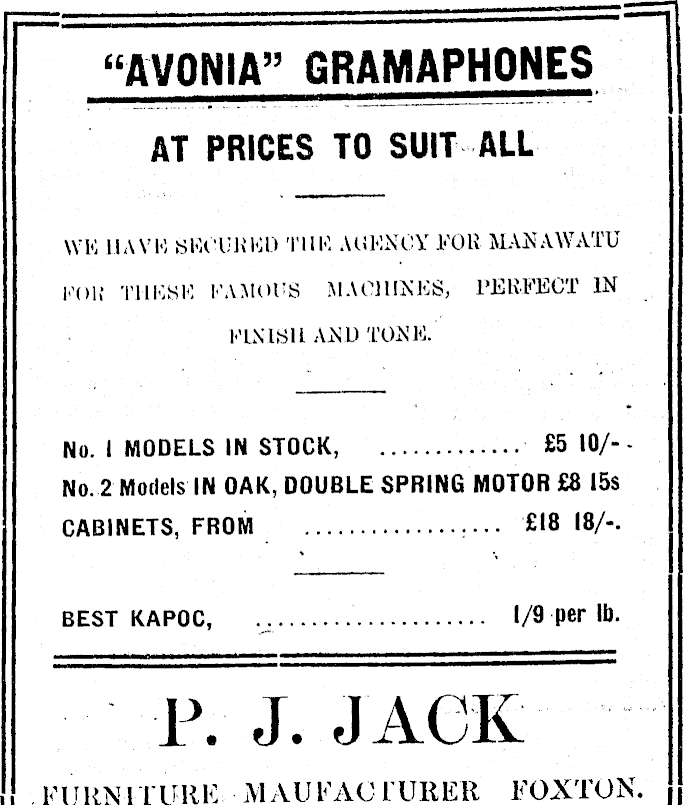 “AVONIA” GRAMAPHONES
AT PRICES TO SUIT ALL
WE HAVE SECURED THE AGENCY FOR MANAWATU
FOR THESE FAMOUS MACHINES, PERFECT IN
FINISH AND TONE.
No. 1 MODELS IN STOCK, ............. £5 10/-.
No. 2 Models IN OAK, DOUBLE SPRING MOTOR £8 15s
CABINETS, FROM .................. £18 18/-.
BEST KAPOC, ..................... 1/9 per lb.
P. J. JACK
FURNITURE MAUFACTURER FOXTON.